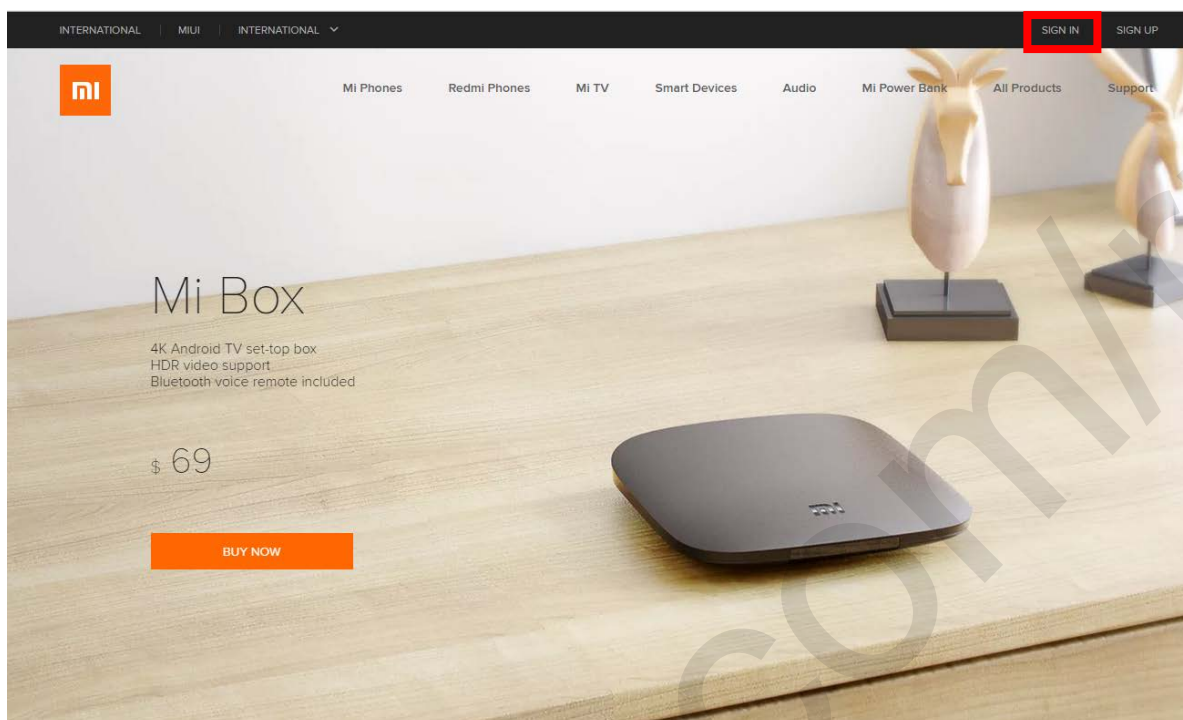 INTERNATIONAL MIUI INTERNATIONAL SIGN IN SIGN UP
mi Mi Phones Redmi Phones Mi TV Smart Devices Audio Mi Power Bank All Products Support
Mi Box
4K Android TV set-top box
HDR video support
Bluetooth voice remote included
$ 69
mi
BUY NOW
com/